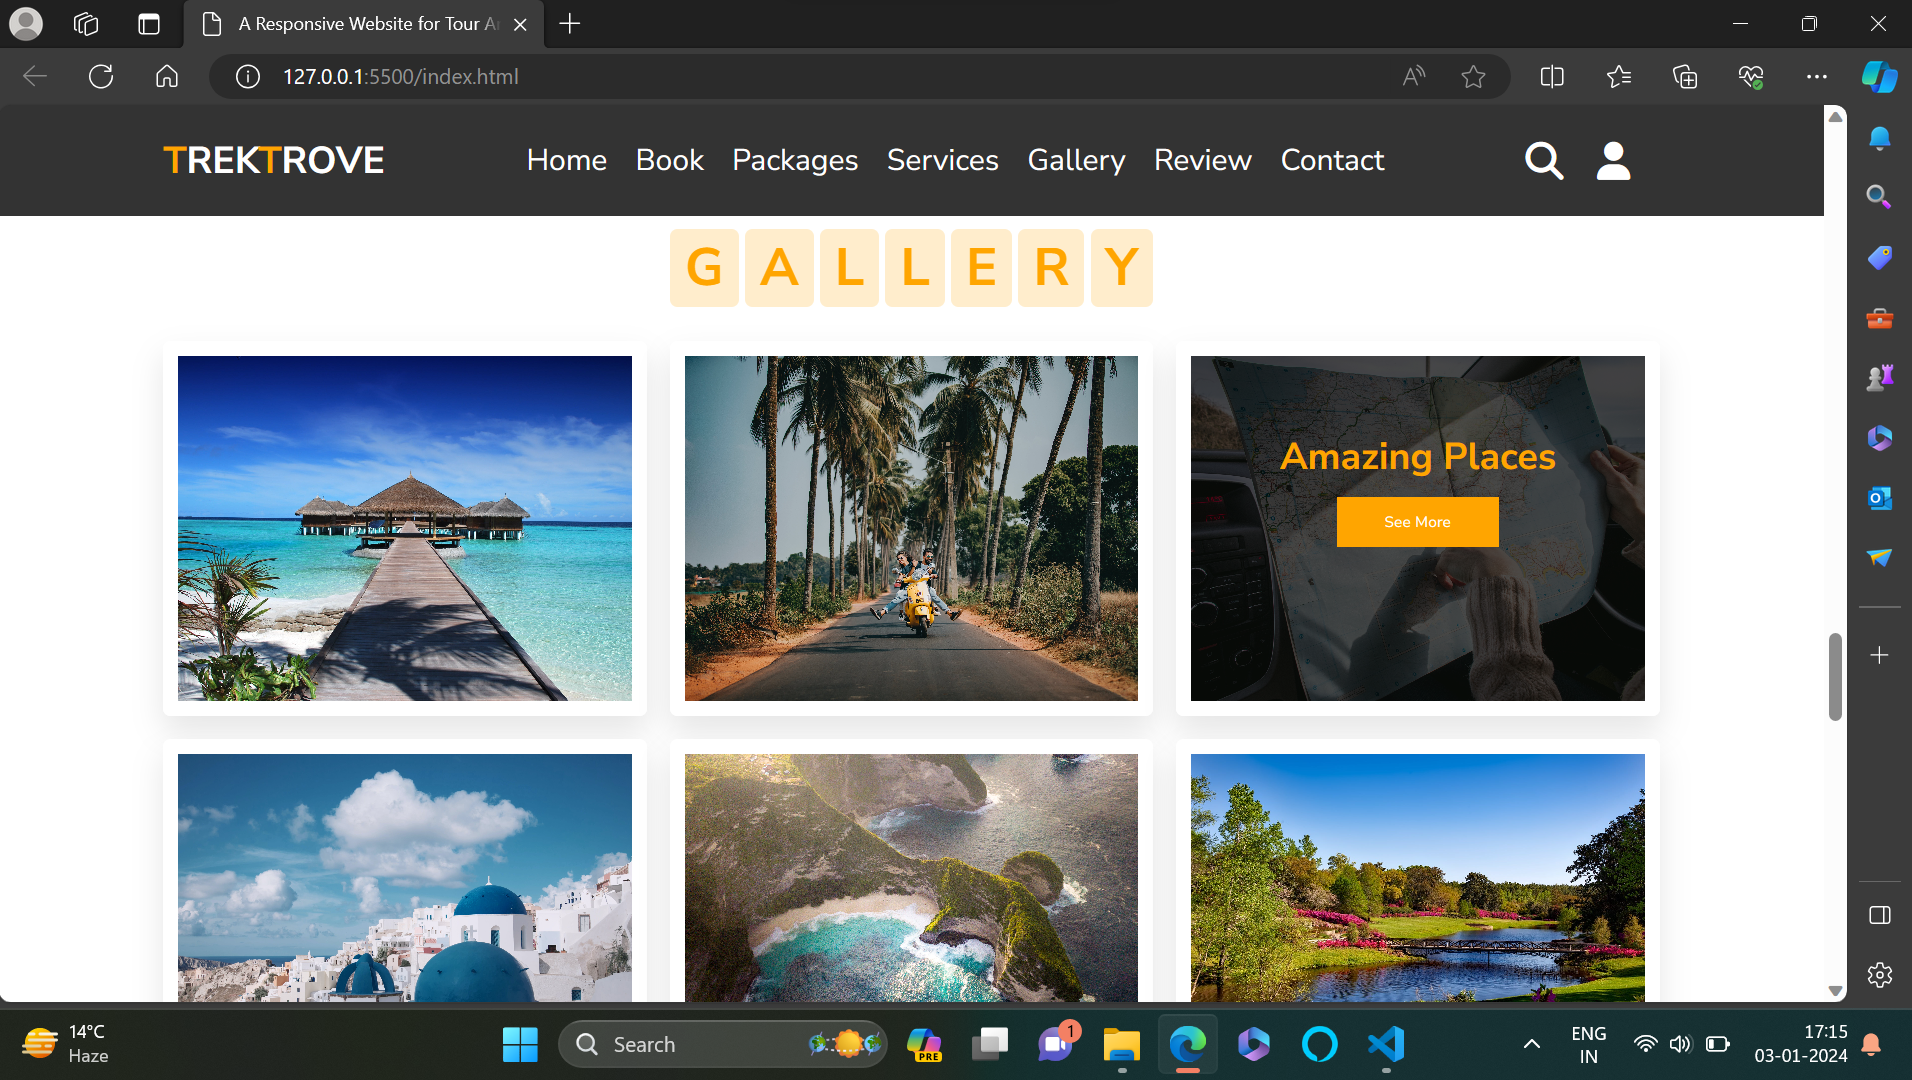 A Responsive Website for Tour A
127.0.0.1:5500/index.html
TREKTROVE
Home Book Packages Services Gallery Review Contact
GALLERY
Amazing Places
See More
14°C
Haze
Search
PRE
1
ENG
IN
17:15
03-01-2024